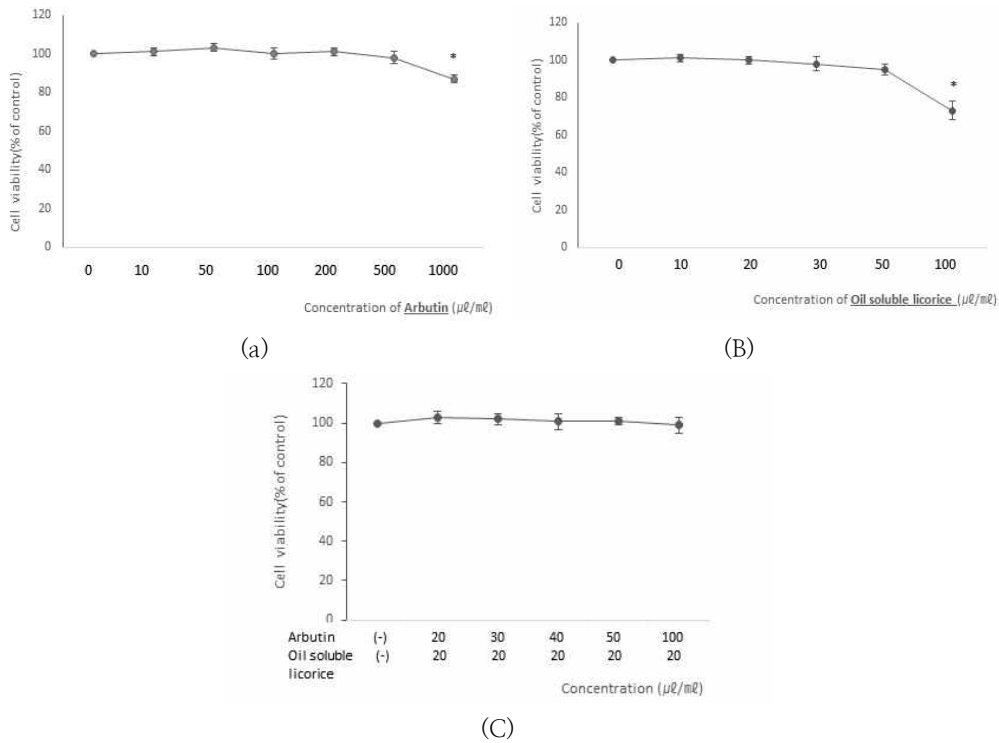 120
100
80
60
40
20
0
Cell viability(% of control)
*
0 10 50 100 200 500 1000
Concentration of Arbutin (㎕/㎖)
(a)
120
100
80
60
40
20
0
Cell viability(% of control)
*
0 10 20 30 50 100
Concentration of Oil soluble licorice (㎕/㎖)
(B)
120
100
80
60
40
20
0
Cell viability(% of control)
Arbutin (-) 20 30 40 50 100
Oil soluble (-) 20 20 20 20 20
licorice
Concentration (㎕/㎖)
(C)